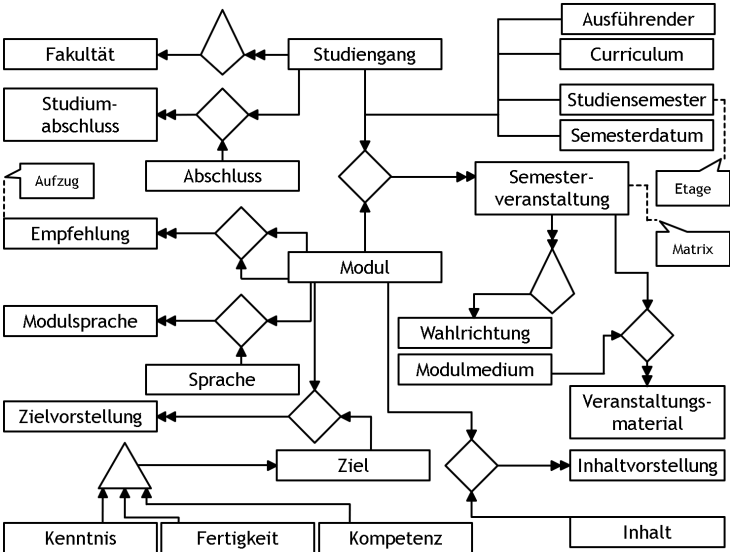 Ausführender
Fakultät
Studiengang
Curriculum
Studium-
abschluss
Studiensemester
Semesterdatum
Abschluss
Aufzug
Semester-
veranstaltung
Etage
Empfehlung
Matrix
Modul
Modulsprache
Wahlrichtung
Sprache
Modulmedium
Zielvorstellung
Veranstaltungs-
material
Ziel
Inhaltvorstellung
Kenntnis
Fertigkeit
Kompetenz
Inhalt